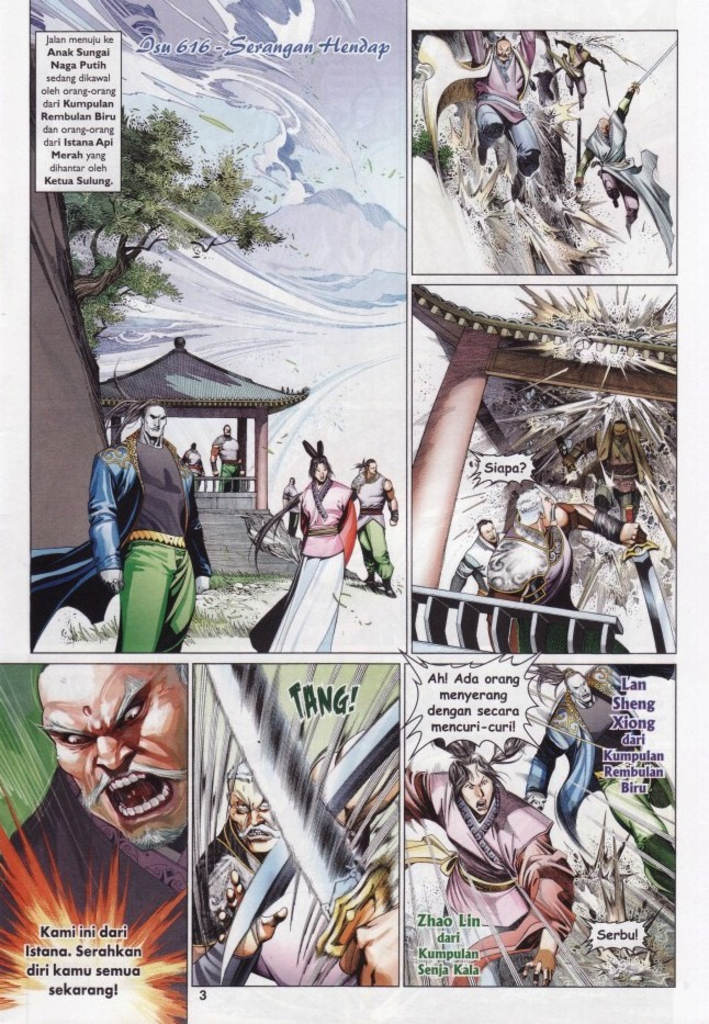 Jalan menuju ke
Anak Sungai
Naga Putih
sedang dikawal
oleh orang-orang
dari Kumpulan
Rembulan Biru
dan orang-orang
dari Istana Api
Merah yang
dihantar oleh
Ketua Sulung.
Isu 616 - Serangan Hendap
Siapa?
Kami ini dari
Istana. Serahkan
diri kamu semua
sekarang!
TANG!
Ah! Ada orang
menyerang
dengan secara
mencuri-curi!
Lan
Sheng
Xiong
dari
Kumpulan
Rembulan
Biru
Zhao Lin
dari
Kumpulan
Senja Kala
Serbu!
3